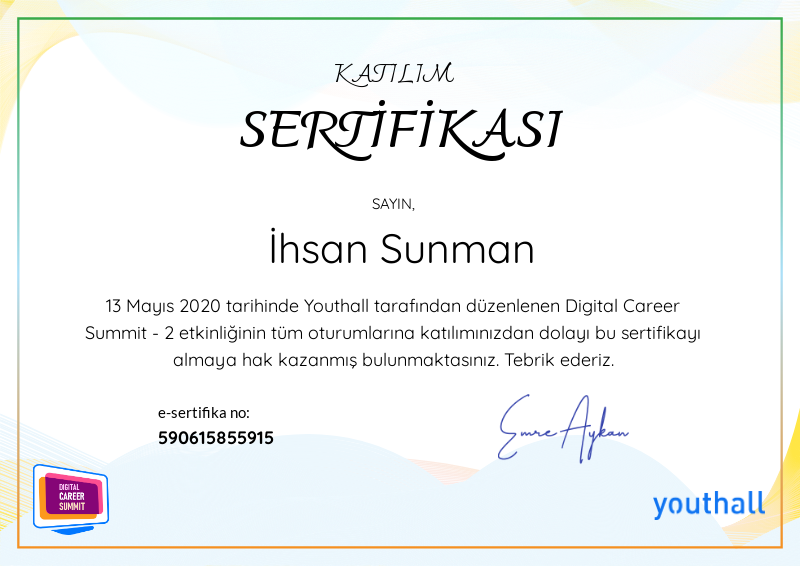 KATILIM
SERTİFİKASI
SAYIN,
İhsan Sunman
13 Mayıs 2020 tarihinde Youthall tarafından düzenlenen Digital Career
Summit - 2 etkinliğinin tüm oturumlarına katılımınızdan dolayı bu sertifikayı
almaya hak kazanmış bulunmaktasınız. Tebrik ederiz.
e-sertifika no:
590615855915
Emre Aykan
DIGITAL
CAREER
SUMMIT
youthall